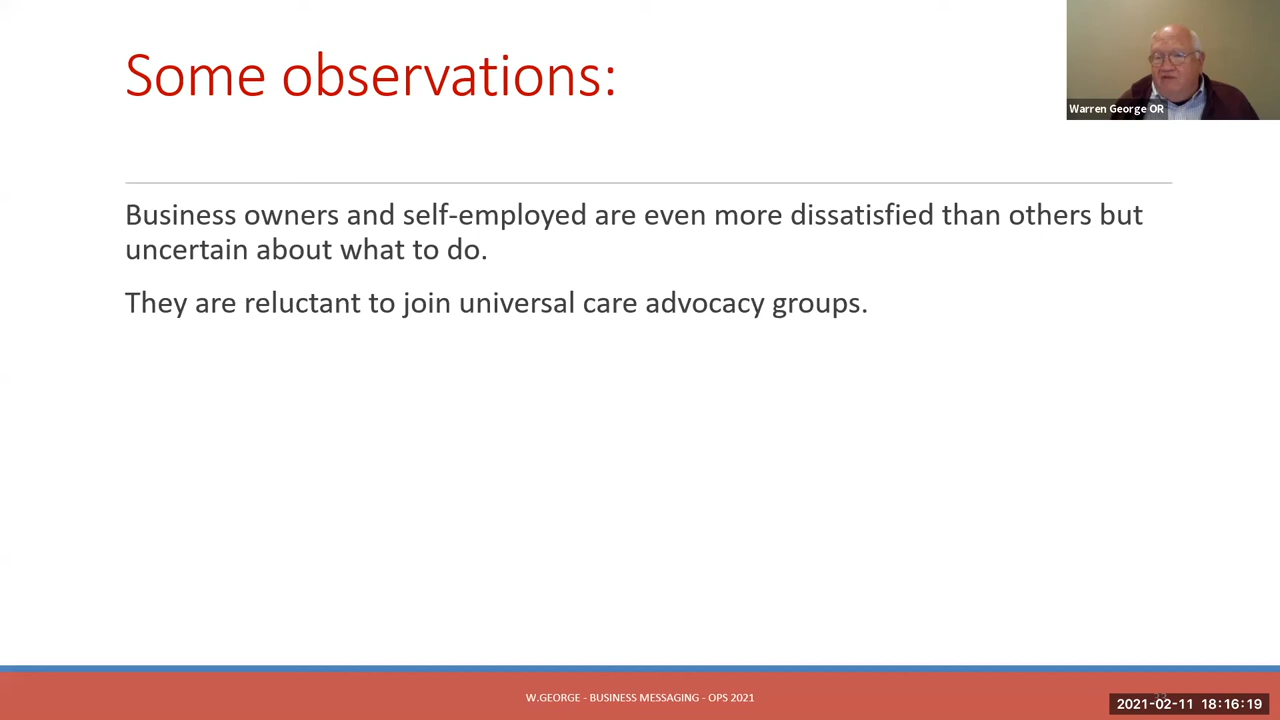 Some observations:
Warren George OR
Business owners and self-employed are even more dissatisfied than others but
uncertain about what to do.
They are reluctant to join universal care advocacy groups.
W.GEORGE - BUSINESS MESSAGING - OPS 2021
2021-02-11 18:16:19